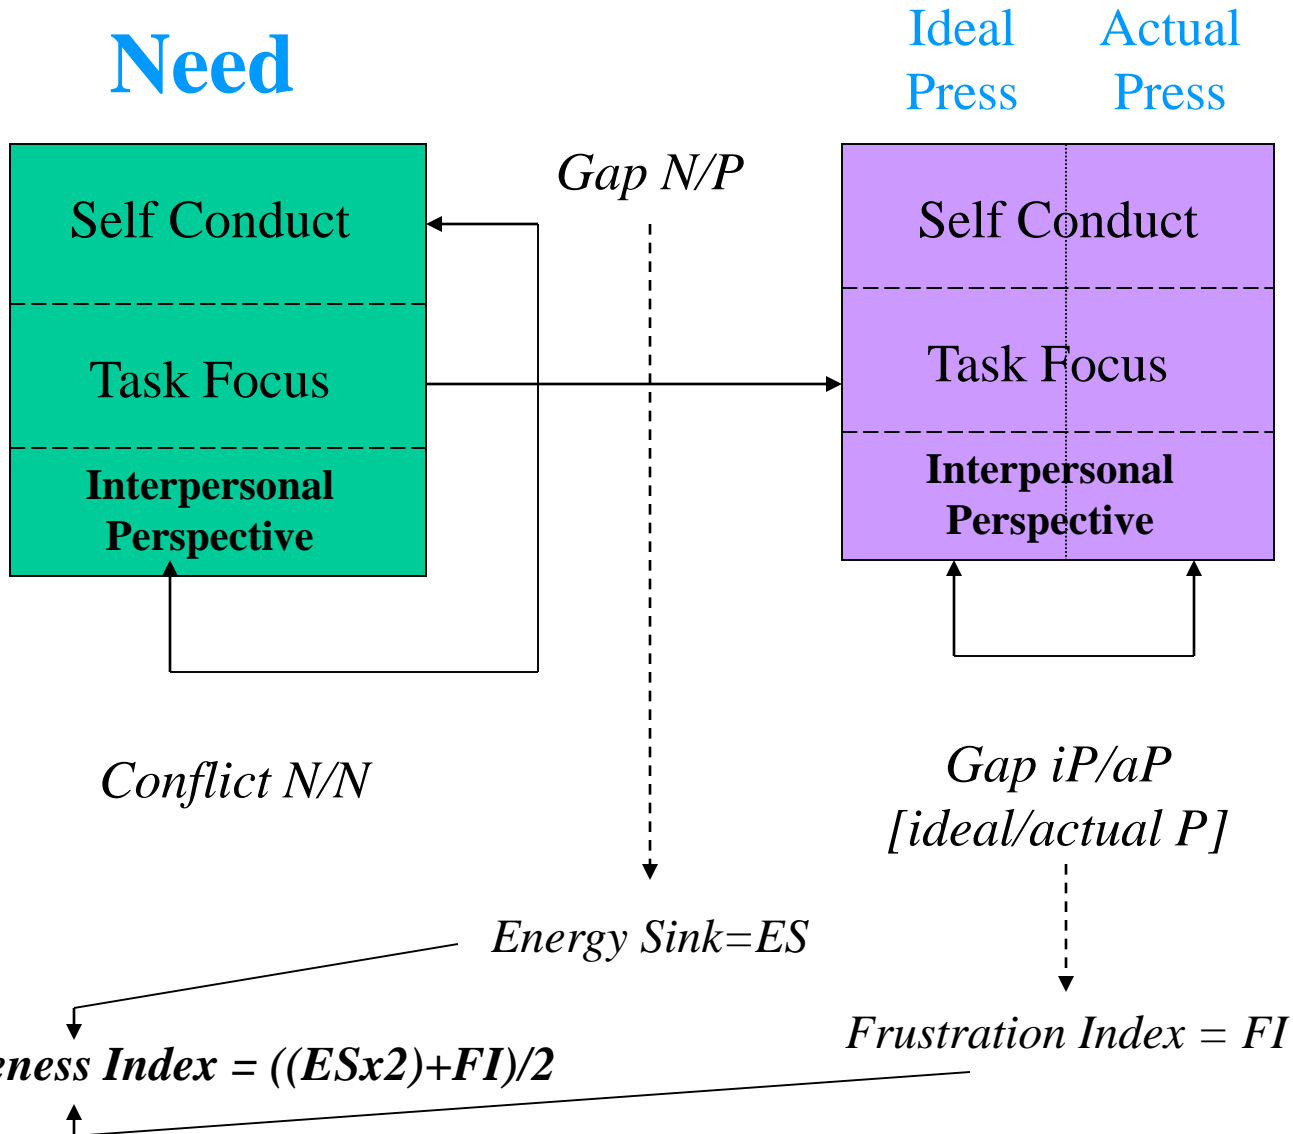 Need
Ideal
Press
Actual
Press
Gap N/P
Self Conduct
Task Focus
Interpersonal
Perspective
Self Conduct
Task Focus
Interpersonal
Perspective
Conflict N/N
Gap iP/aP
[ideal/actual P]
Energy Sink=ES
Frustration Index = FI
Index = ((ESx2)+FI)/2